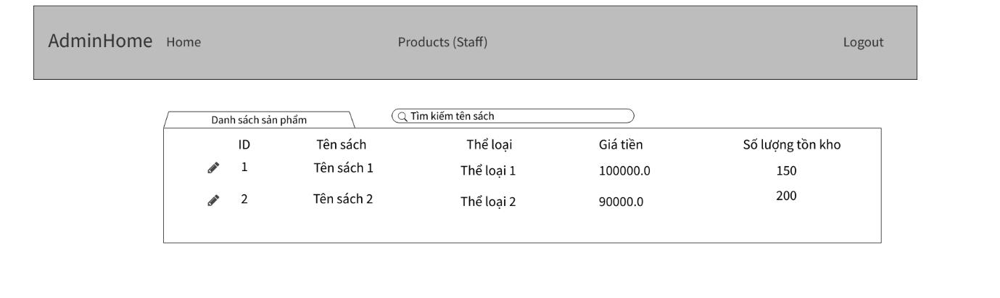 AdminHome Home Products (Staff) Logout
Danh sách sản phẩm Tìm kiếm tên sách
ID Tên sách Thể loại Giá tiền Số lượng tồn kho
1 Tên sách 1 Thể loại 1 100000.0 150
2 Tên sách 2 Thể loại 2 90000.0 200